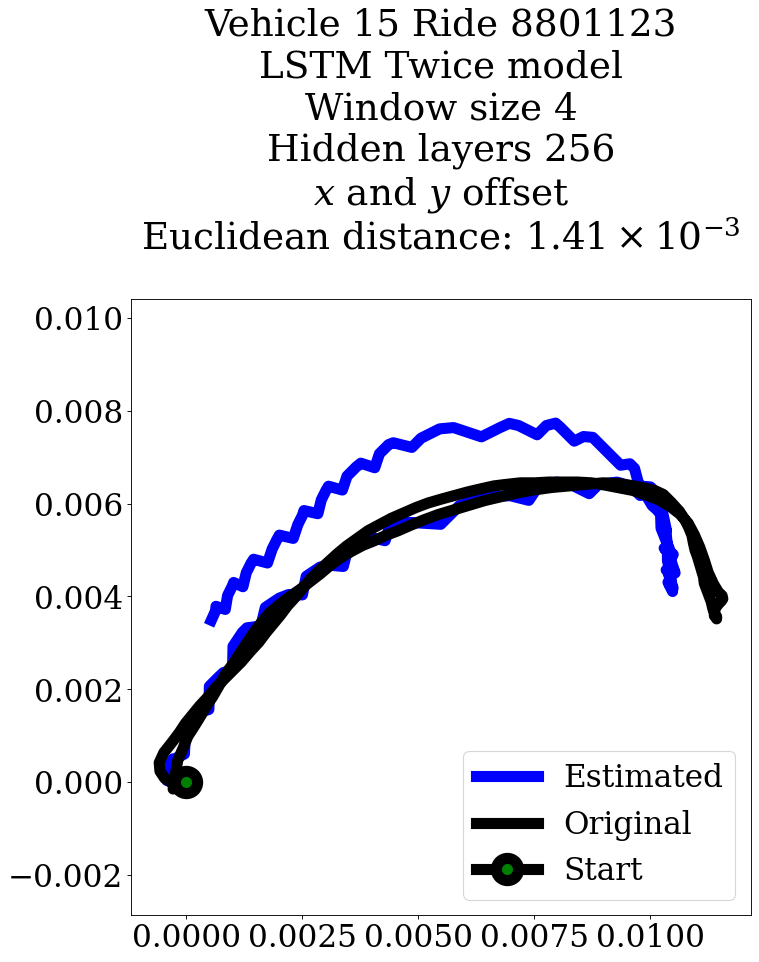 Vehicle 15 Ride 8801123
LSTM Twice model
Window size 4
Hidden layers 256
x and y offset
Euclidean distance: 1.41 × 10⁻³
0.010
0.008
0.006
0.004
0.002
0.000
−0.002
Estimated
Original
Start
0.0000 0.0025 0.0050 0.0075 0.0100